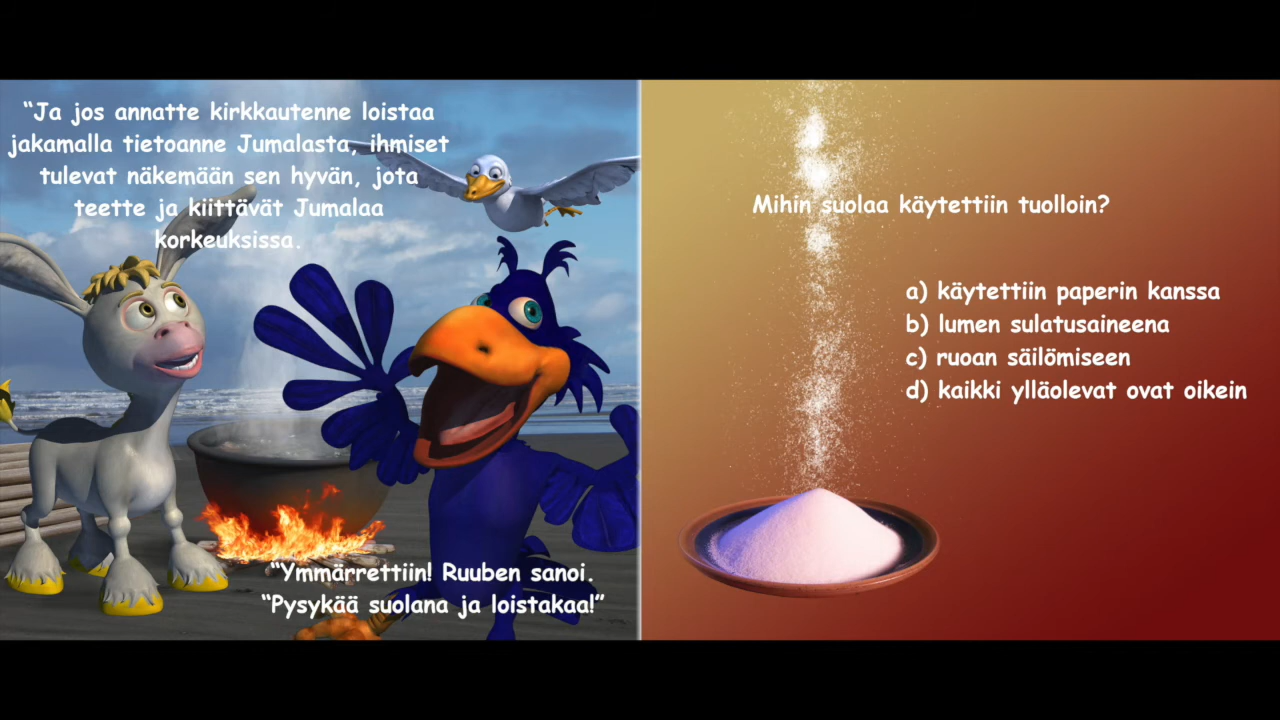 “Ja jos annatte kirkkautenne loistaa
jakamalla tietoanne Jumalasta, ihmiset
tulevat näkemään sen hyvän, jota
teette ja kiittävät Jumalaa
korkeuksissa.
“Ymmärrettiin! Ruuben sanoi.
“Pysykää suolana ja loistakaa!”
Mihin suolaa käytettiin tuolloin?
a) käytettiin paperin kanssa
b) lumen sulatusaineena
c) ruoan säilömiseen
d) kaikki ylläolevat ovat oikein